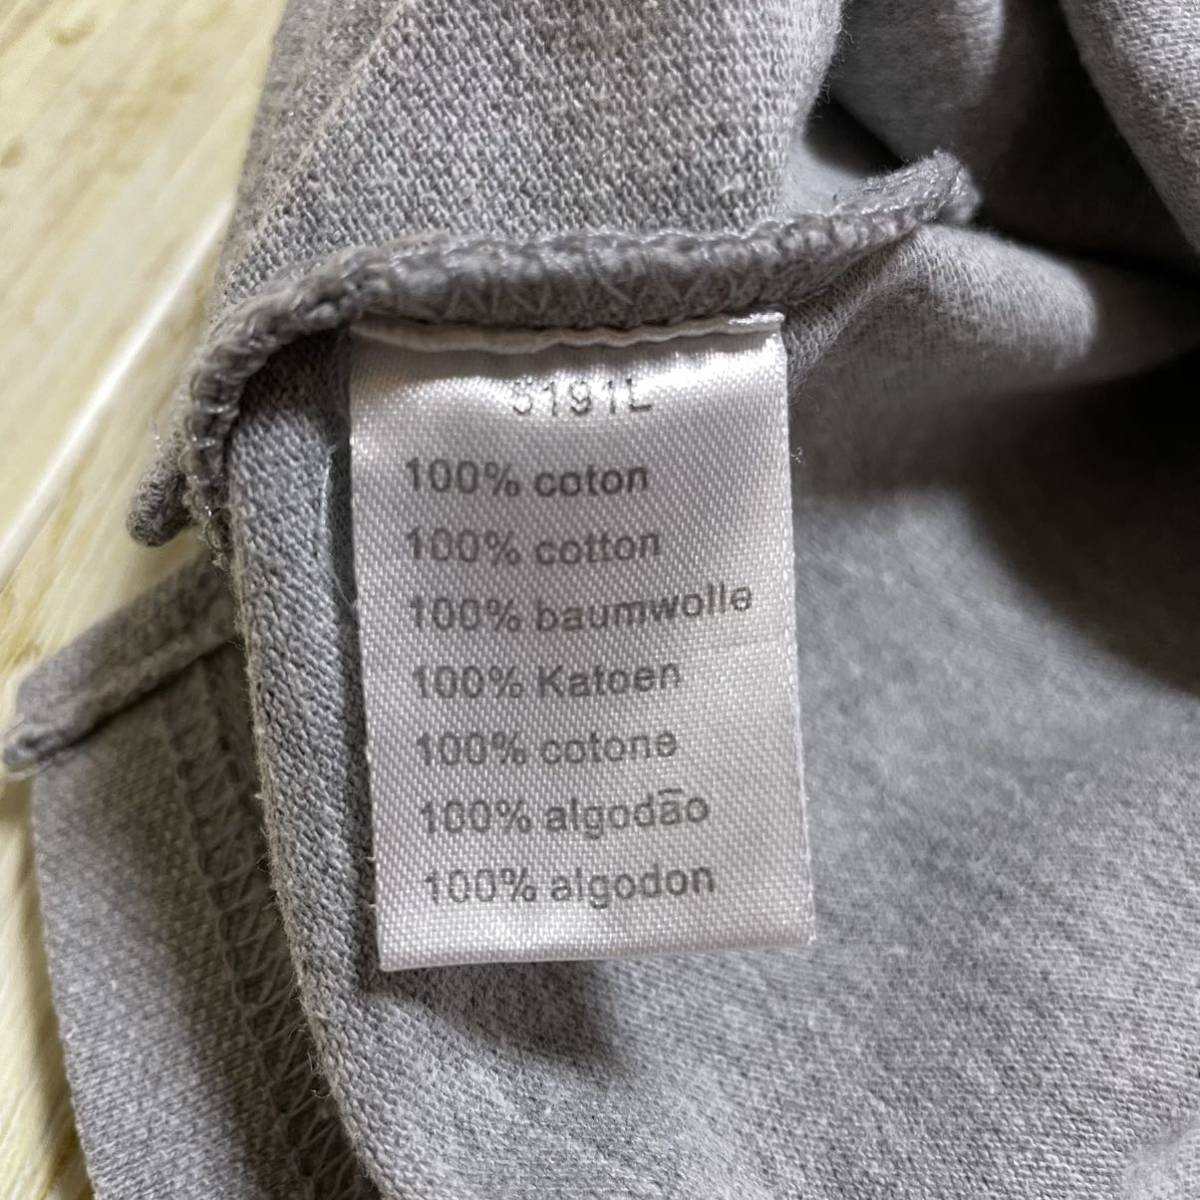 5191L
100% coton
100% cotton
100% baumwolle
100% Katoen
100% cotone
100% algodão
100% algodon